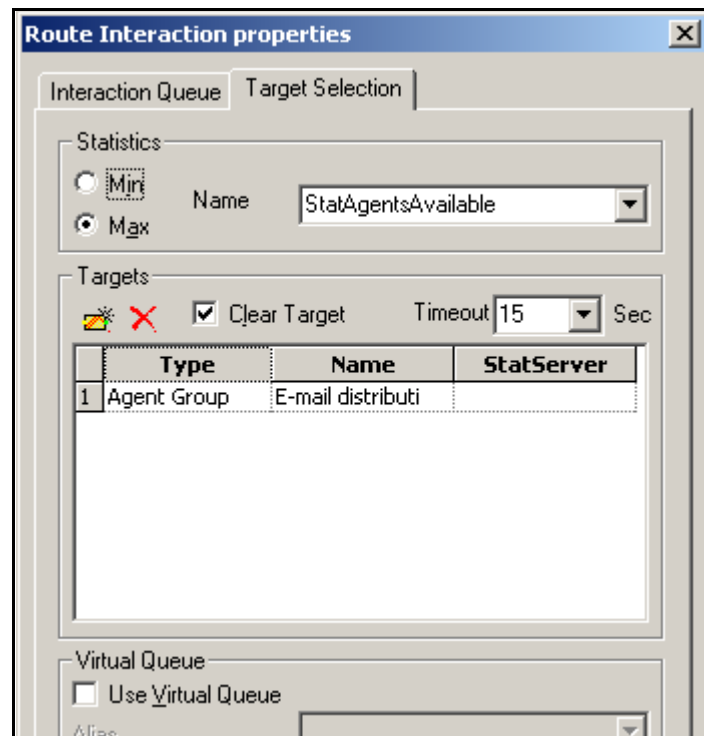 Route Interaction properties
Interaction Queue Target Selection
Statistics
Min
Name StatAgentsAvailable
Max
Targets
Clear Target Timeout 15 Sec
Type Name StatServer
1 Agent Group E-mail distributi
Virtual Queue
Use Virtual Queue
Alias